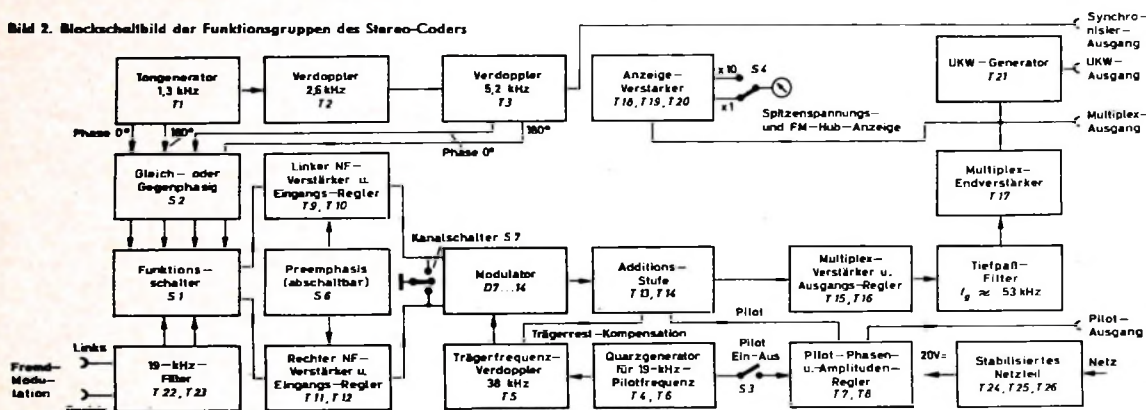 Bild 2. Blockschaltbild der Funktionsgruppen des Stereo-Coders
Tongenerator
1,3 kHz
T1
Verdoppler
2,6 kHz
T2
Verdoppler
5,2 kHz
T3
Anzeige-
Verstärker
T18, T19, T20
x10
x1
S4
Spitzenspannungs-
und FM-Hub-Anzeige
UKW-Generator
T21
Synchro-
nisier-
Ausgang
UKW-
Ausgang
Multiplex-
Ausgang
Phase 0°
180°
Phase 0°
180°
Gleich- oder
Gegenphasig
S2
Linker NF-
Verstärker u.
Eingangs-Regler
T9, T10
Multiplex-
Endverstärker
T17
Funktions-
schalter
S1
Preemphasis
(abschaltbar)
S6
Kanalschalter S7
Modulator
D7...14
Additions-
Stufe
T13, T14
Multiplex-
Verstärker u.
Ausgangs-Regler
T15, T16
Tiefpaß-
Filter
fg ≈ 53 kHz
Trägerrest-Kompensation
Pilot
Pilot-
Ausgang
Links
Fremd-
Modu-
lation
19-kHz-
Filter
T22, T23
Rechter NF-
Verstärker u.
Eingangs-Regler
T11, T12
Trägerfrequenz-
Verdoppler
38 kHz
T5
Quarzgenerator
für 19-kHz-
Pilotfrequenz
T4, T6
Pilot
Ein-Aus
S3
Pilot-Phasen-
u.-Amplituden-
Regler
T7, T8
20V=
Stabilisiertes
Netzteil
T24, T25, T26
Netz